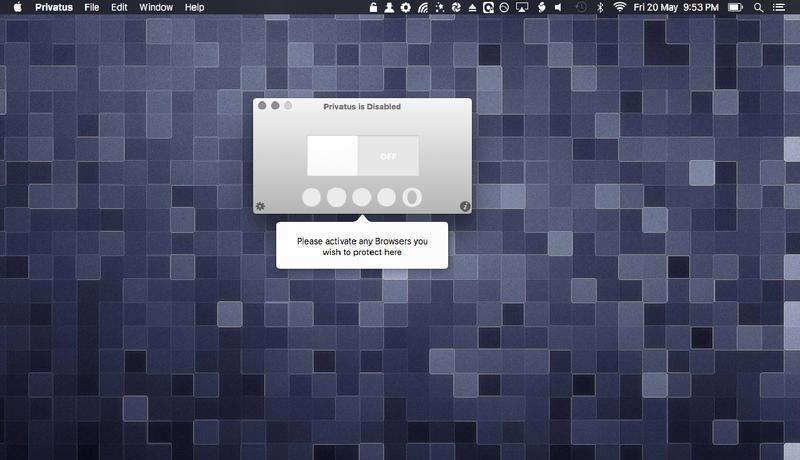 Privatus File Edit Window Help Fri 20 May 9:53 PM
Privatus is Disabled
OFF
Please activate any Browsers you
wish to protect here